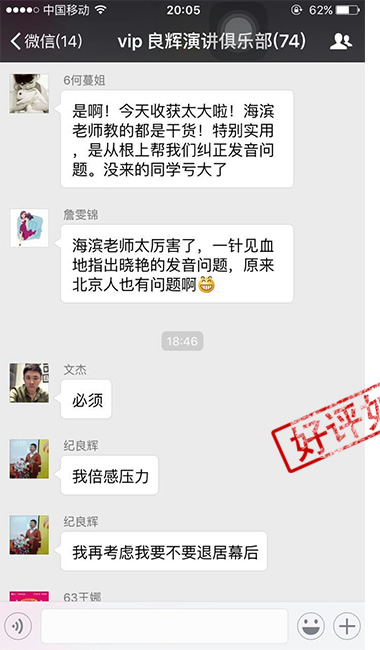 中国移动 20:05 62%
微信(14) vip 良辉演讲俱乐部(74)
6何蔓姐
是啊！今天收获太大啦！海滨
老师教的都是干货！特别实用
，是从根上帮我们纠正发音问
题。没来的同学亏大了
詹雯锦
海滨老师太厉害了，一针见血
地指出晓艳的发音问题，原来
北京人也有问题啊
18:46
文杰
必须
好评如
纪良辉
我倍感压力
纪良辉
我再考虑我要不要退居幕后
63王娜